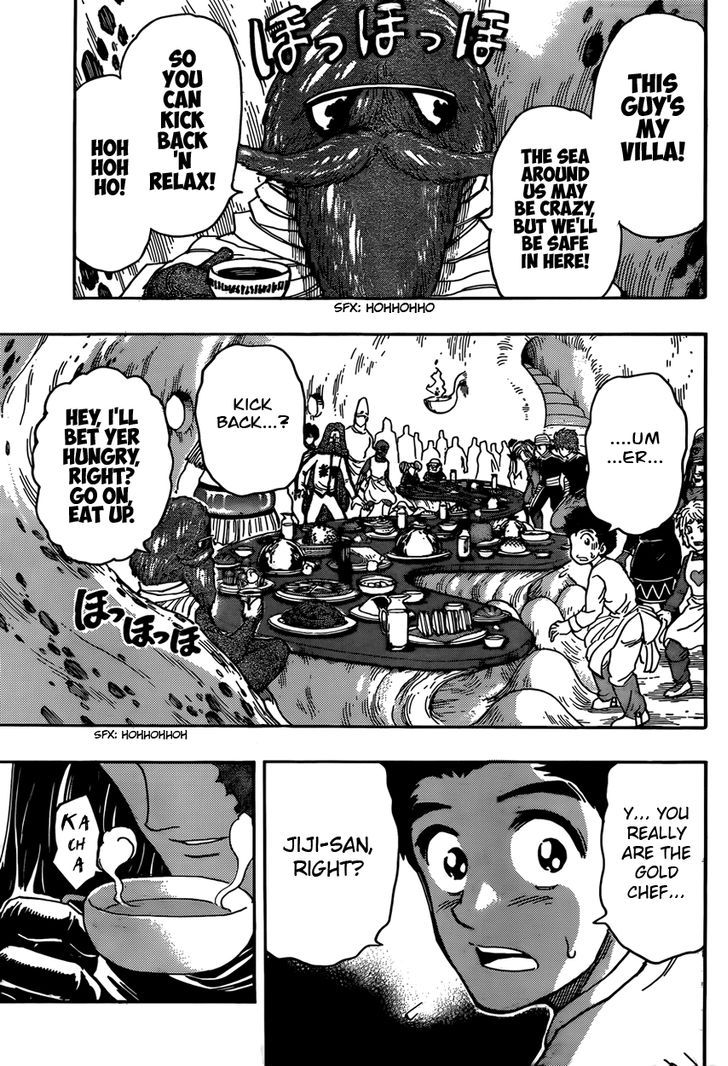 THIS
GUY'S
MY
VILLA!
THE SEA
AROUND
US MAY
BE CRAZY,
BUT WE'LL
BE SAFE
IN HERE!
ほっほっほ
SO
YOU
CAN
KICK
BACK
'N
RELAX!
HOH
HOH
HO!
SFX: HOHHOHHO
....UM
...ER...
KICK
BACK...?
HEY, I'LL
BET YER
HUNGRY,
RIGHT?
GO ON,
EAT UP.
ほっほっほ
SFX: HOHHOHHOH
Y... YOU
REALLY
ARE THE
GOLD
CHEF...
JIJI-SAN,
RIGHT?
KA
CHA